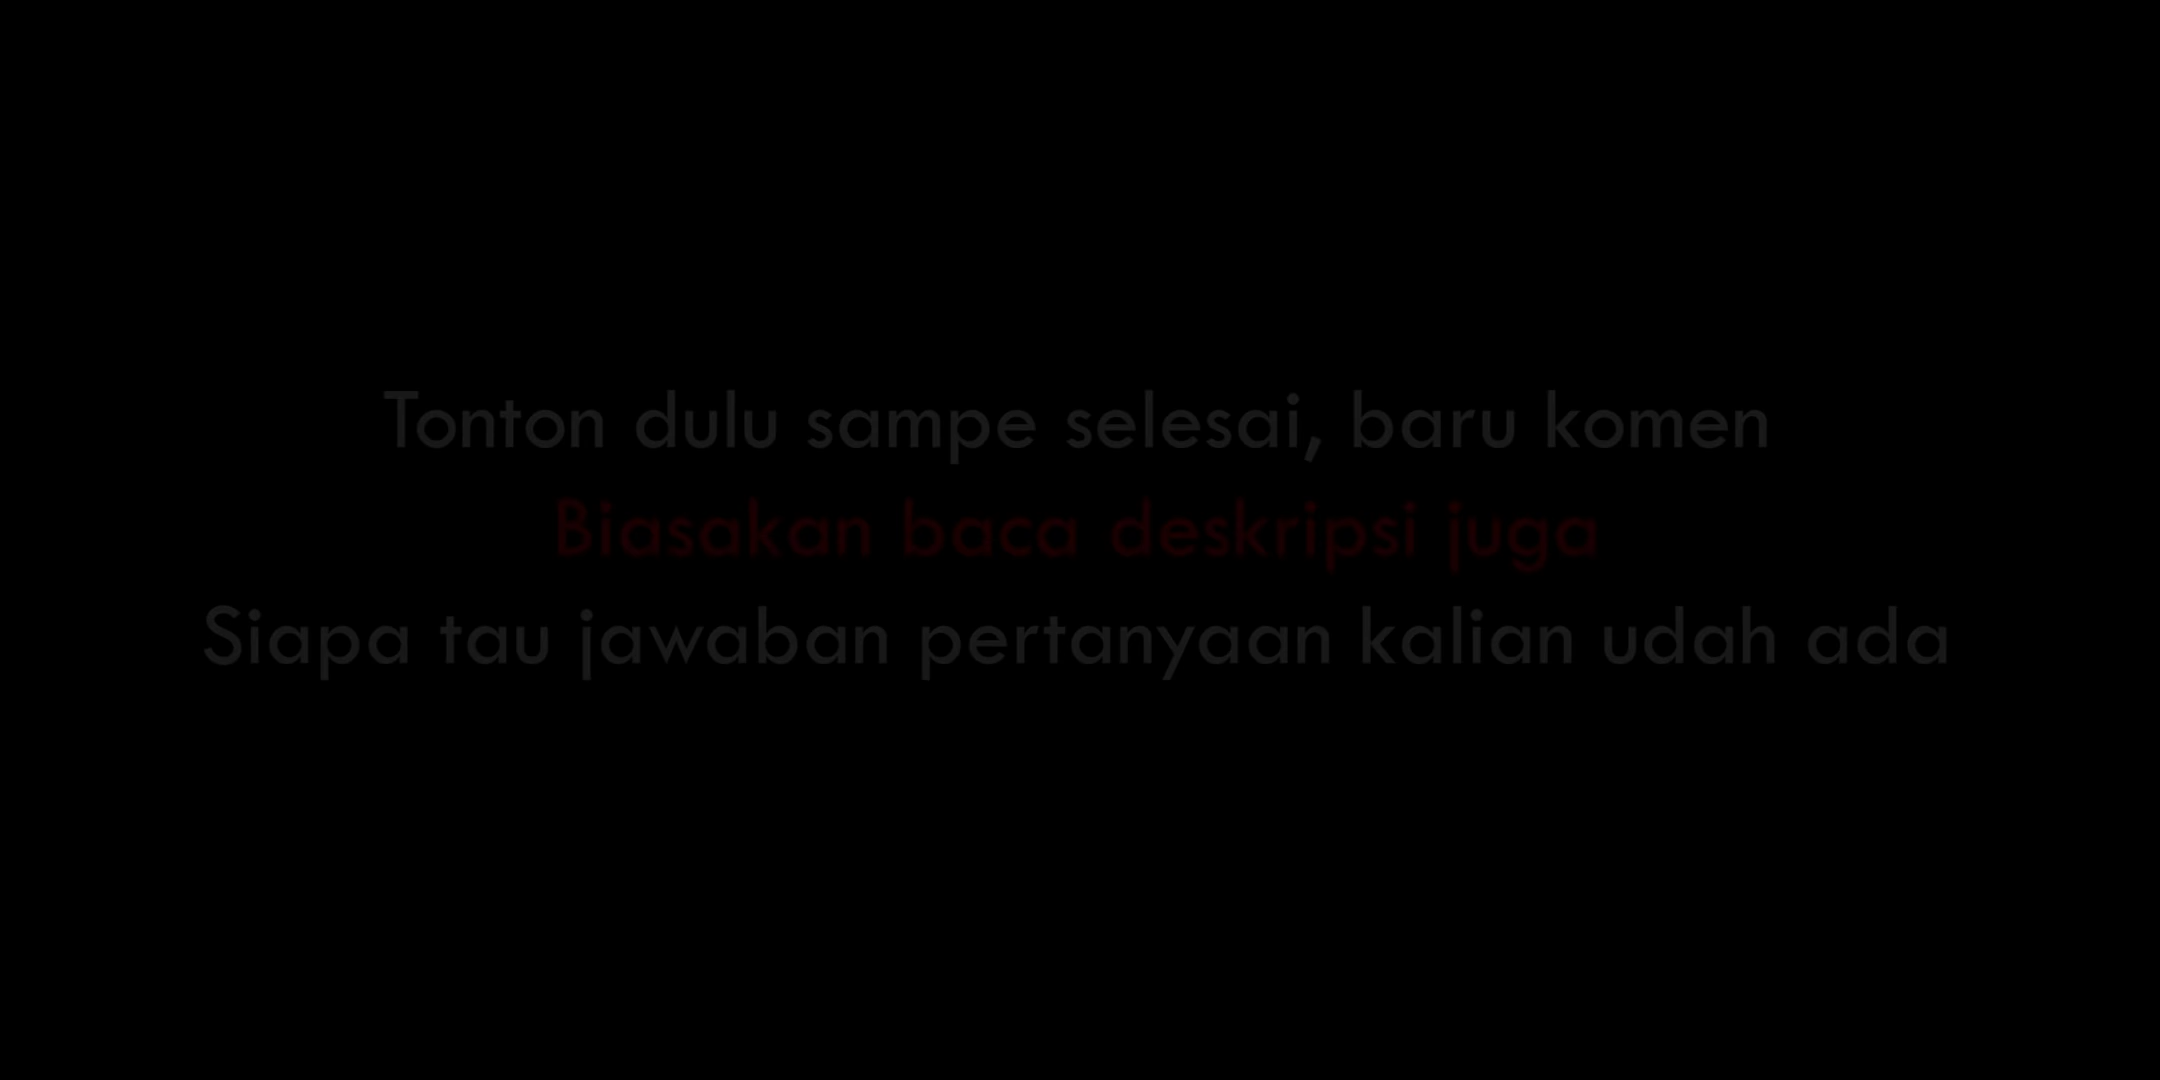 Tonton dulu sampe selesai, baru komen
Biasakan baca deskripsi juga
Siapa tau jawaban pertanyaan kalian udah ada